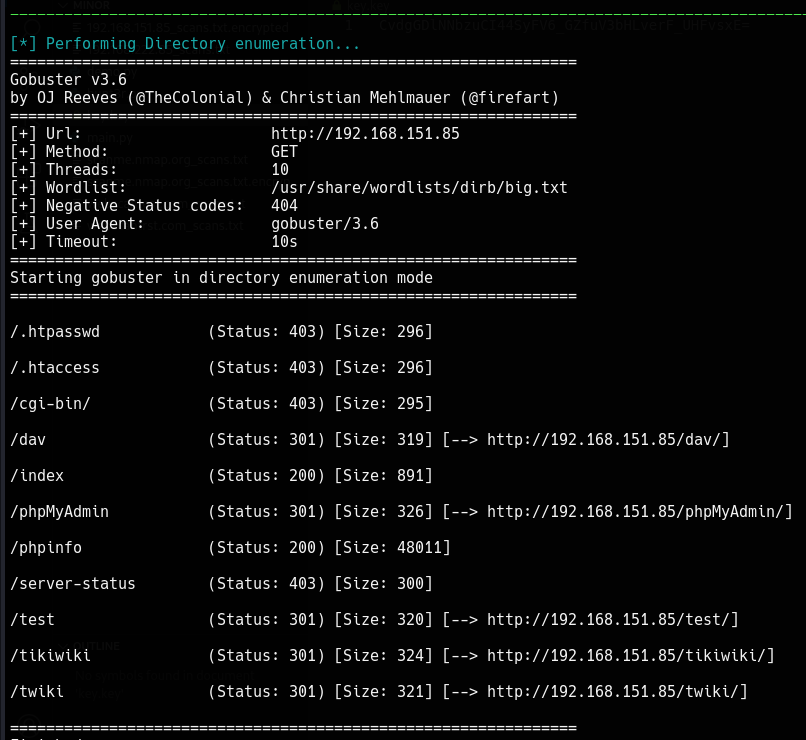 [*] Performing Directory enumeration...
===============================================================
Gobuster v3.6
by OJ Reeves (@TheColonial) & Christian Mehlmauer (@firefart)
===============================================================
[+] Url:                     http://192.168.151.85
[+] Method:                  GET
[+] Threads:                 10
[+] Wordlist:                /usr/share/wordlists/dirb/big.txt
[+] Negative Status codes:   404
[+] User Agent:              gobuster/3.6
[+] Timeout:                 10s
===============================================================
Starting gobuster in directory enumeration mode
===============================================================
/.htpasswd            (Status: 403) [Size: 296]
/.htaccess            (Status: 403) [Size: 296]
/cgi-bin/             (Status: 403) [Size: 295]
/dav                  (Status: 301) [Size: 319] [--> http://192.168.151.85/dav/]
/index                (Status: 200) [Size: 891]
/phpMyAdmin           (Status: 301) [Size: 326] [--> http://192.168.151.85/phpMyAdmin/]
/phpinfo              (Status: 200) [Size: 48011]
/server-status        (Status: 403) [Size: 300]
/test                 (Status: 301) [Size: 320] [--> http://192.168.151.85/test/]
/tikiwiki             (Status: 301) [Size: 324] [--> http://192.168.151.85/tikiwiki/]
/twiki                (Status: 301) [Size: 321] [--> http://192.168.151.85/twiki/]
===============================================================